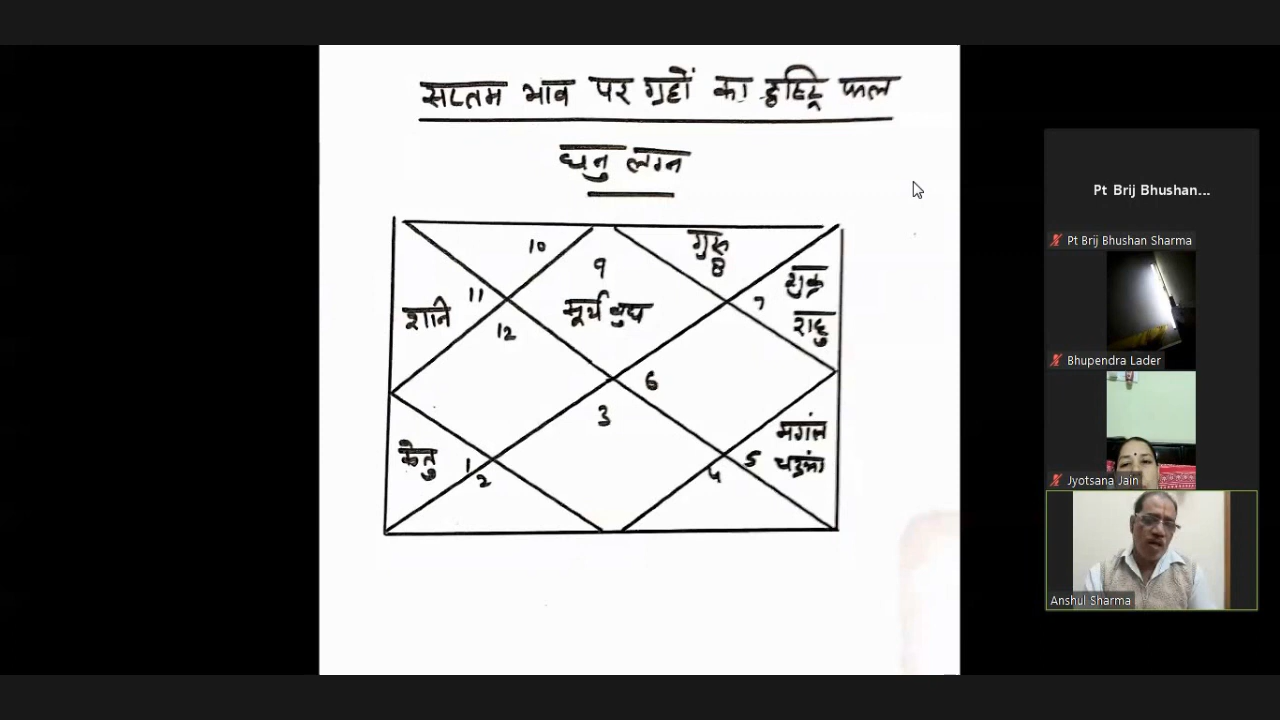 सप्तम भाव पर ग्रहों का दृष्टि फल
धनु लग्न
10
9
गुरु
8
शुक्र
7
राहु
11
शनि
सूर्य बुध
12
6
3
मगंल
5
चन्द्रमा
केतु
1
2
4
Pt Brij Bhushan...
Pt Brij Bhushan Sharma
Bhupendra Lader
Jyotsana Jain
Anshul Sharma